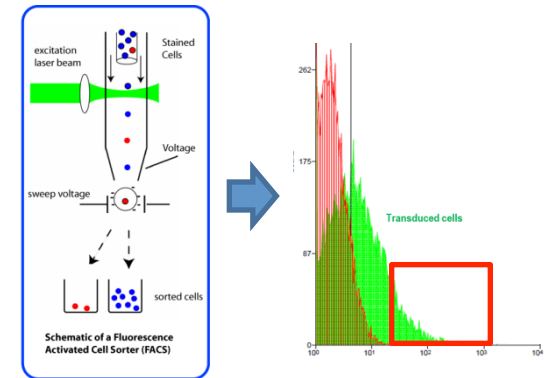 excitation
laser beam
Stained
Cells
Voltage
sweep voltage
sorted cells
Schematic of a Fluorescence
Activated Cell Sorter (FACS)
262
175
87
0
Transduced cells
10⁰
10¹
10²
10³
10⁴